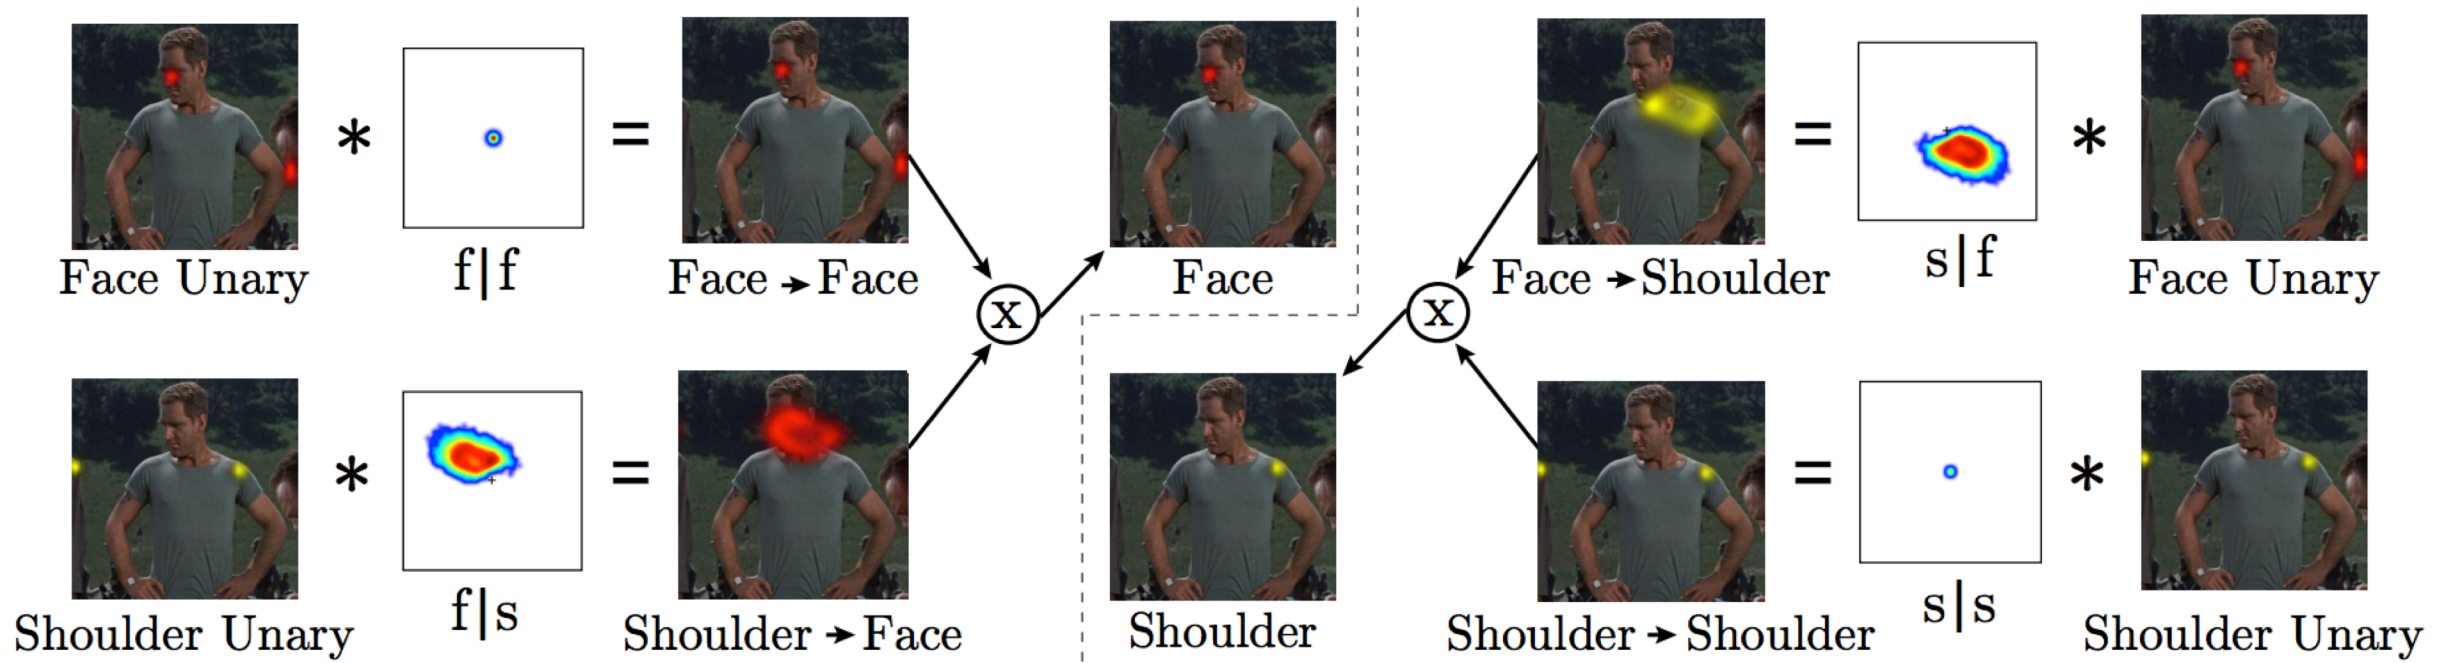 * = = *
Face Unary f|f Face → Face Face Face → Shoulder s|f Face Unary
x x
* = = *
Shoulder Unary f|s Shoulder → Face Shoulder Shoulder → Shoulder s|s Shoulder Unary